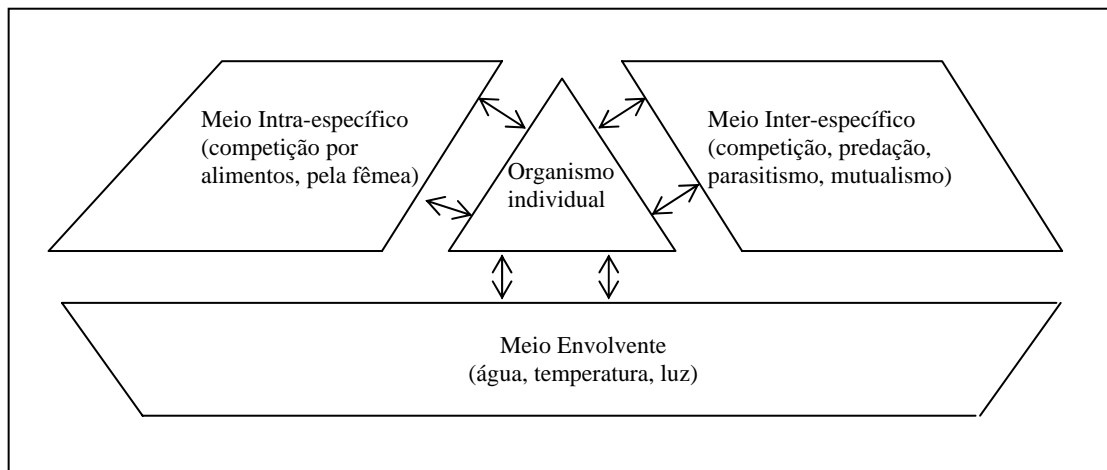 Meio Intra-específico
(competição por
alimentos, pela fêmea)
Organismo
individual
Meio Inter-específico
(competição, predação,
parasitismo, mutualismo)
Meio Envolvente
(água, temperatura, luz)